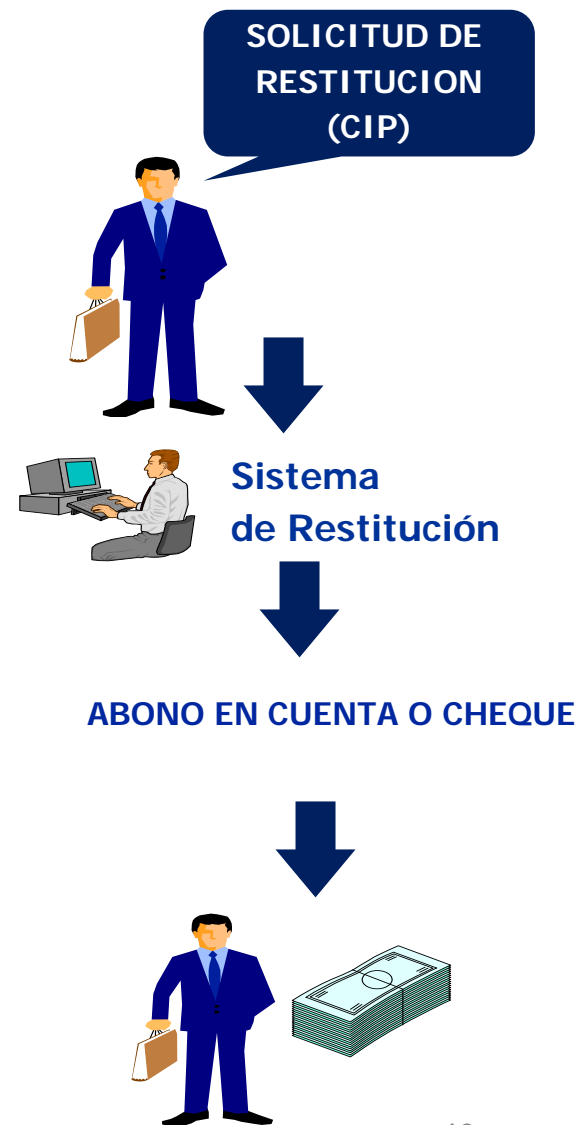 SOLICITUD DE
RESTITUCION
(CIP)
Sistema
de Restitución
ABONO EN CUENTA O CHEQUE